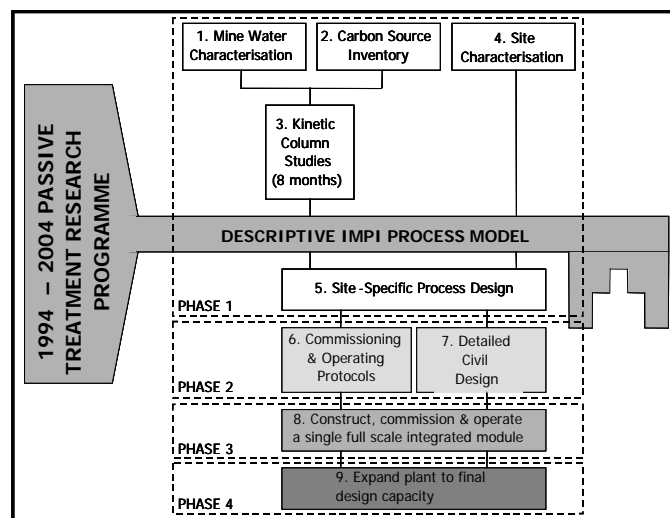 1. Mine Water
Characterisation
2. Carbon Source
Inventory
4. Site
Characterisation
3. Kinetic
Column
Studies
(8 months)
1994 – 2004 PASSIVE
TREATMENT RESEARCH
PROGRAMME
DESCRIPTIVE IMPI PROCESS MODEL
5. Site -Specific Process Design
PHASE 1
6. Commissioning
& Operating
Protocols
7. Detailed
Civil
Design
PHASE 2
8. Construct, commission & operate
a single full scale integrated module
PHASE 3
9. Expand plant to final
design capacity
PHASE 4